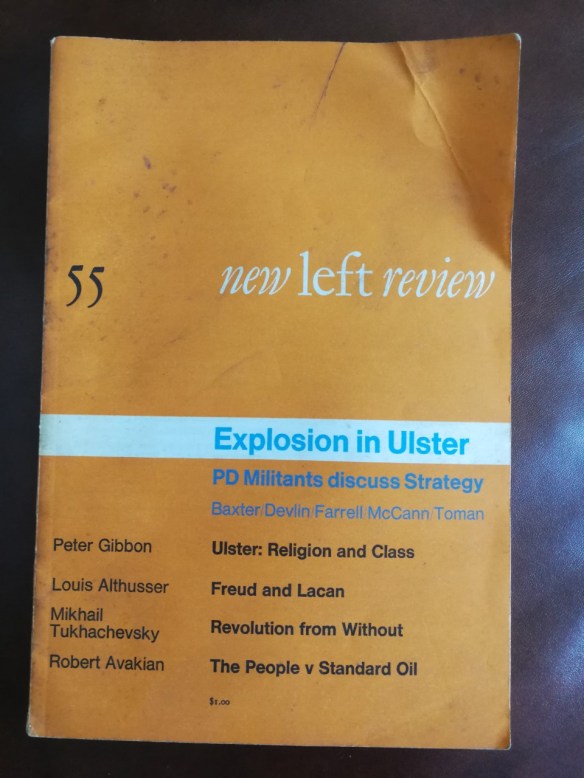 55 new left review
Explosion in Ulster
PD Militants discuss Strategy
Baxter/Devlin/Farrell/McCann/Toman
Peter Gibbon Ulster: Religion and Class
Louis Althusser Freud and Lacan
Mikhail
Tukhachevsky Revolution from Without
Robert Avakian The People v Standard Oil
$1.00